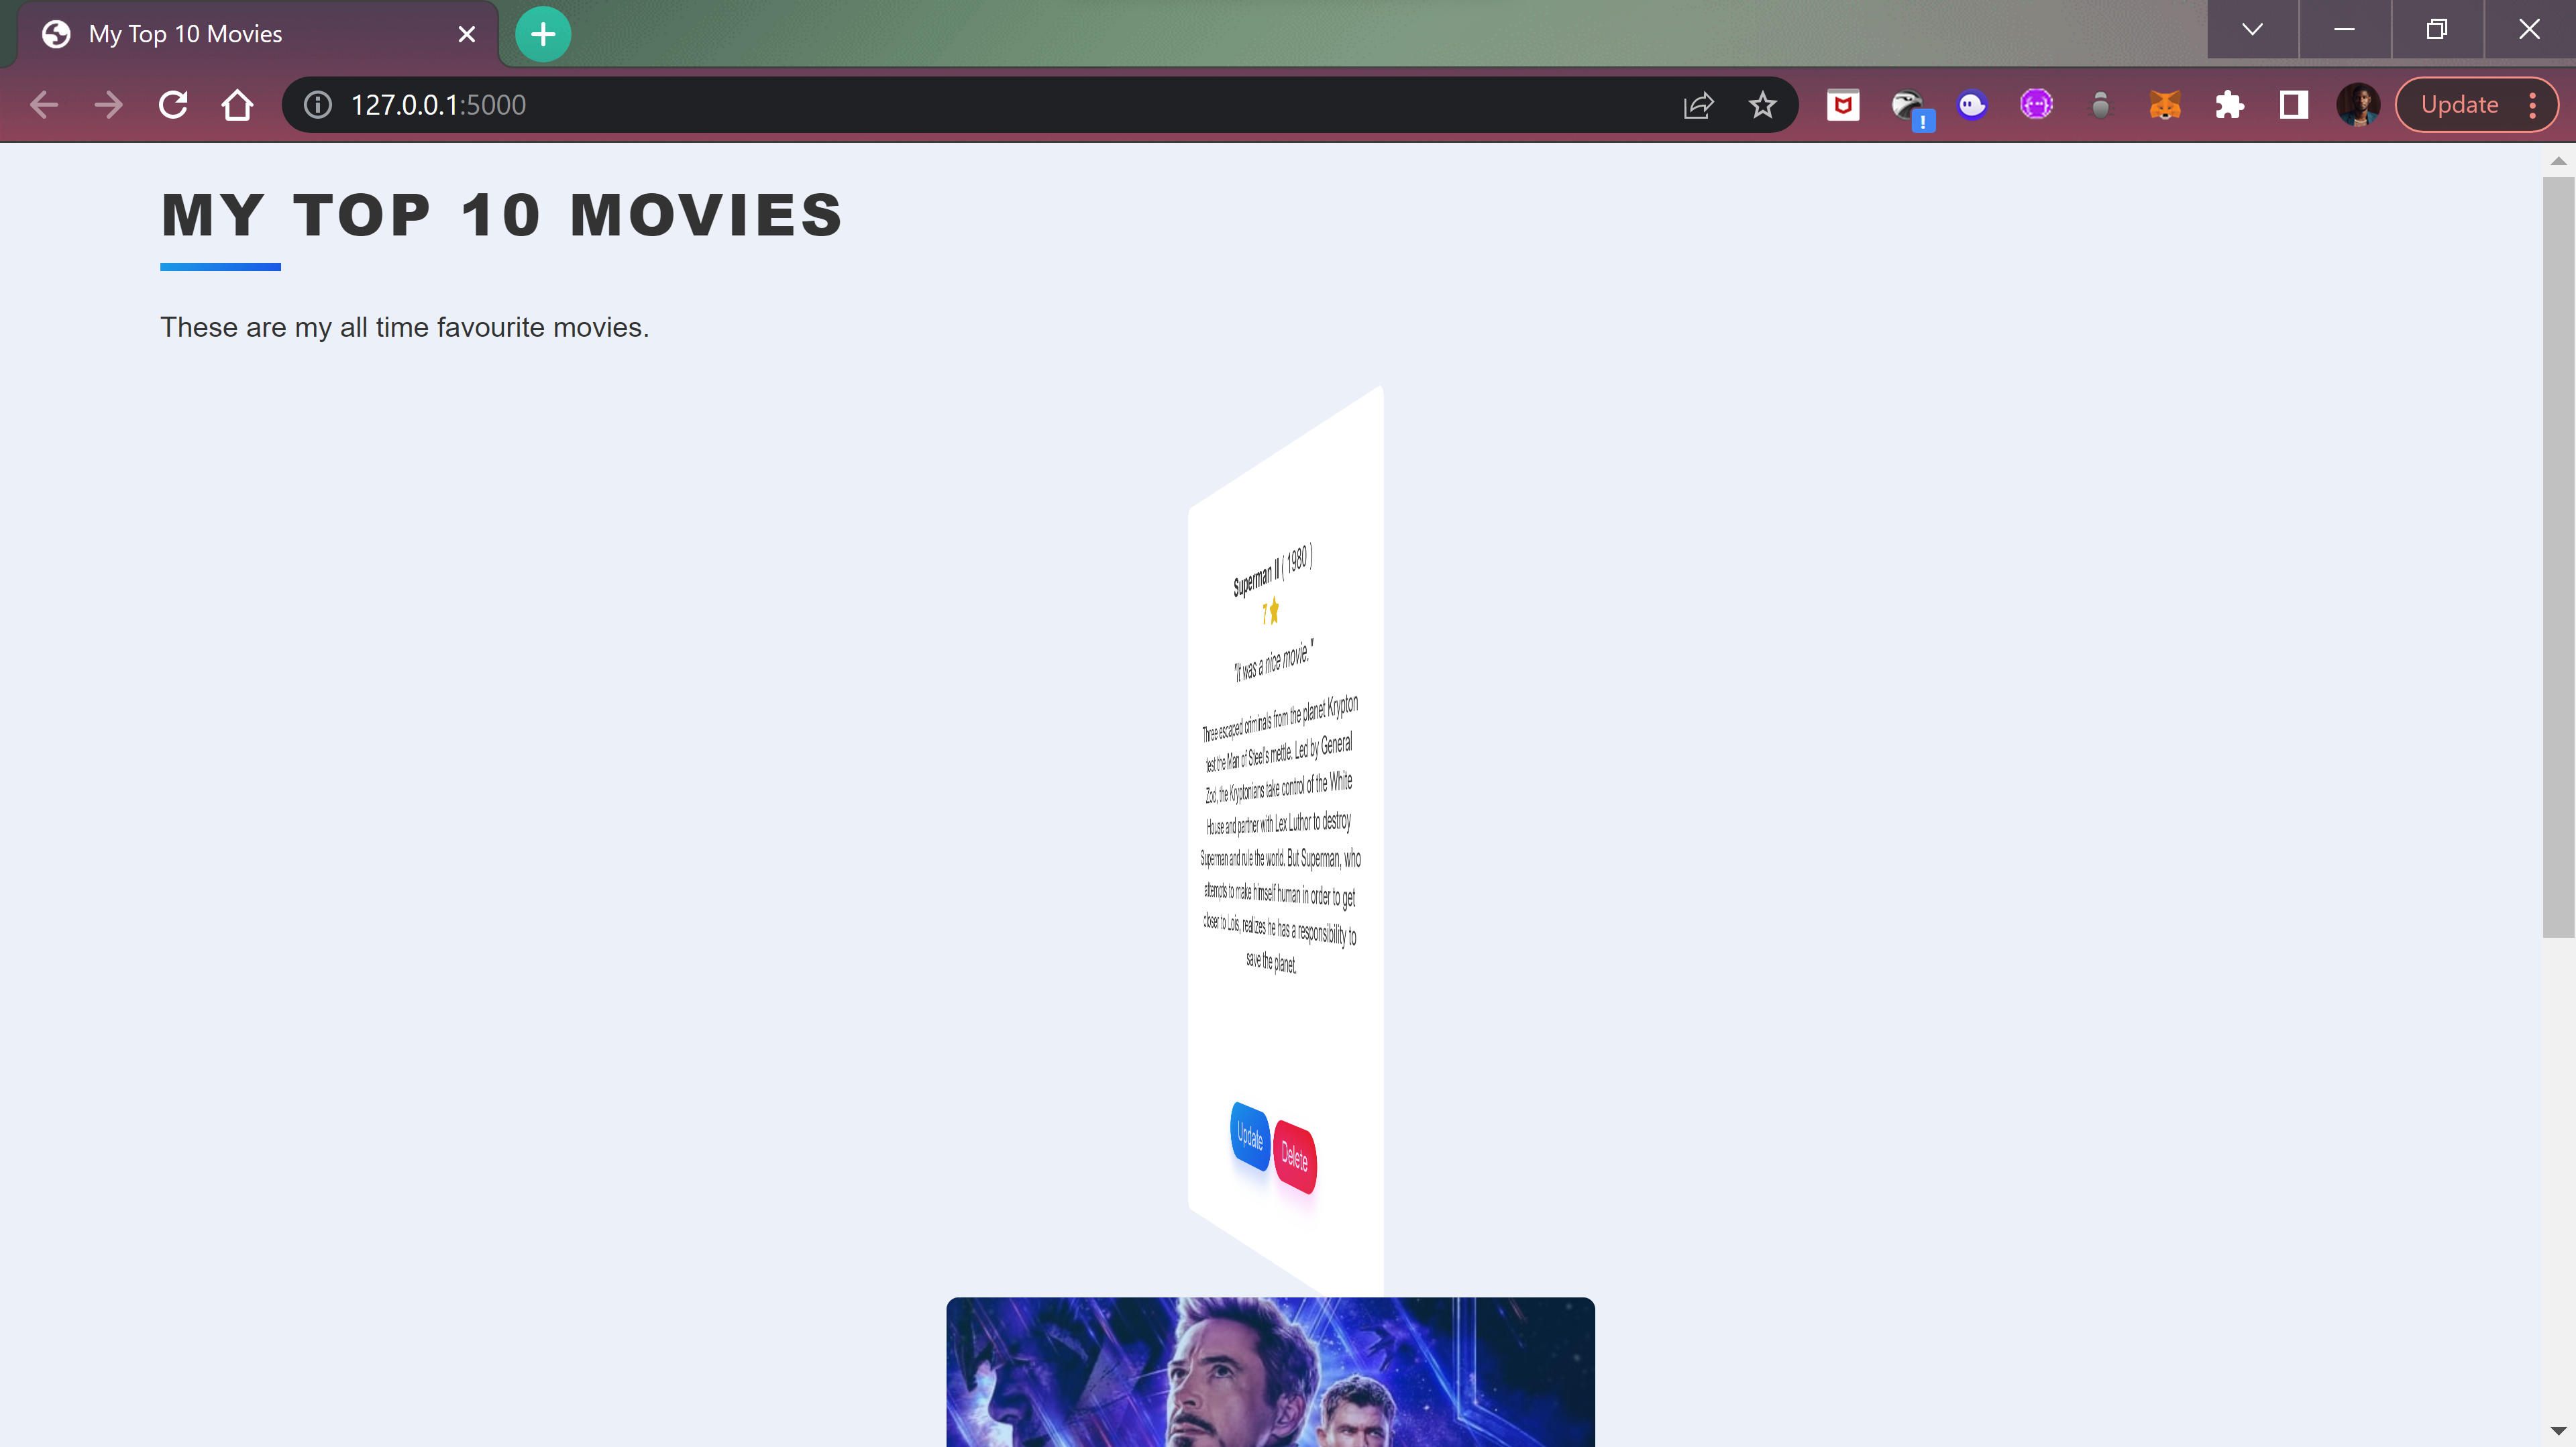 My Top 10 Movies
127.0.0.1:5000
Update
MY TOP 10 MOVIES
These are my all time favourite movies.
Superman II ( 1980 )
7
"It was a nice movie."
Three escaped criminals from the planet Krypton
test the Man of Steel's mettle. Led by General
Zod, the Kryptonians take control of the White
House and partner with Lex Luthor to destroy
Superman and rule the world. But Superman, who
attempts to make himself human in order to get
closer to Lois, realizes he has a responsibility to
save the planet.
Update
Delete